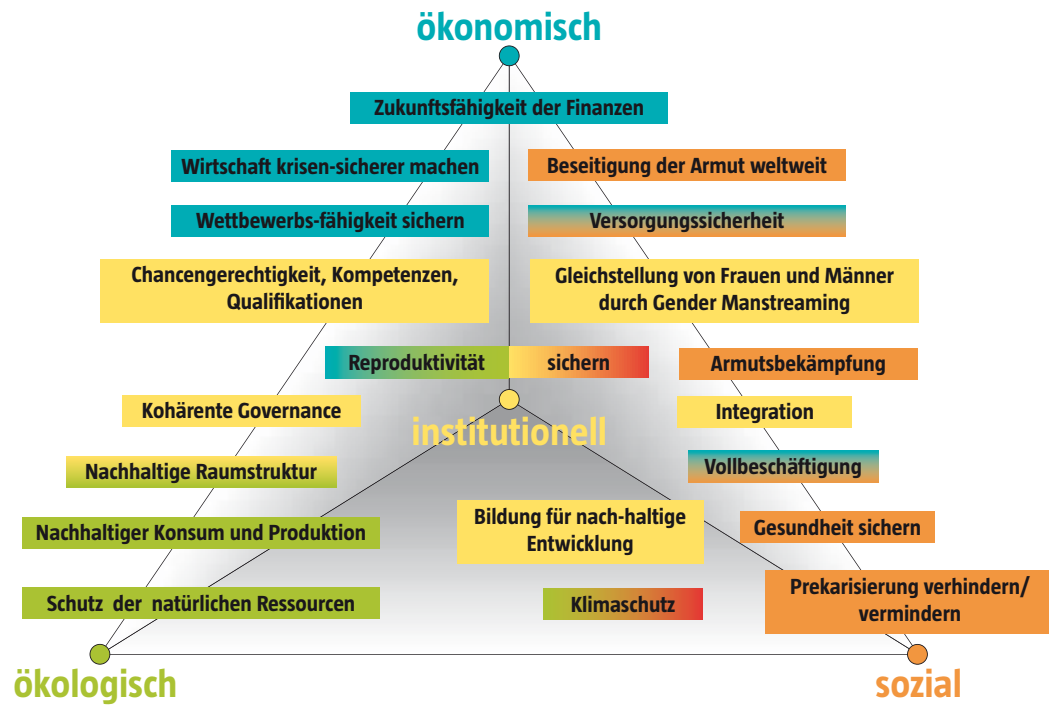 ökonomisch
Zukunftsfähigkeit der Finanzen
Wirtschaft krisen-sicherer machen
Beseitigung der Armut weltweit
Wettbewerbs-fähigkeit sichern
Versorgungssicherheit
Chancengerechtigkeit, Kompetenzen,
Qualifikationen
Gleichstellung von Frauen und Männer
durch Gender Manstreaming
Reproduktivität sichern
Armutsbekämpfung
Kohärente Governance
Integration
institutionell
Nachhaltige Raumstruktur
Vollbeschäftigung
Nachhaltiger Konsum und Produktion
Bildung für nach-haltige
Entwicklung
Gesundheit sichern
Schutz der natürlichen Ressourcen
Klimaschutz
Prekarisierung verhindern/
vermindern
ökologisch
sozial